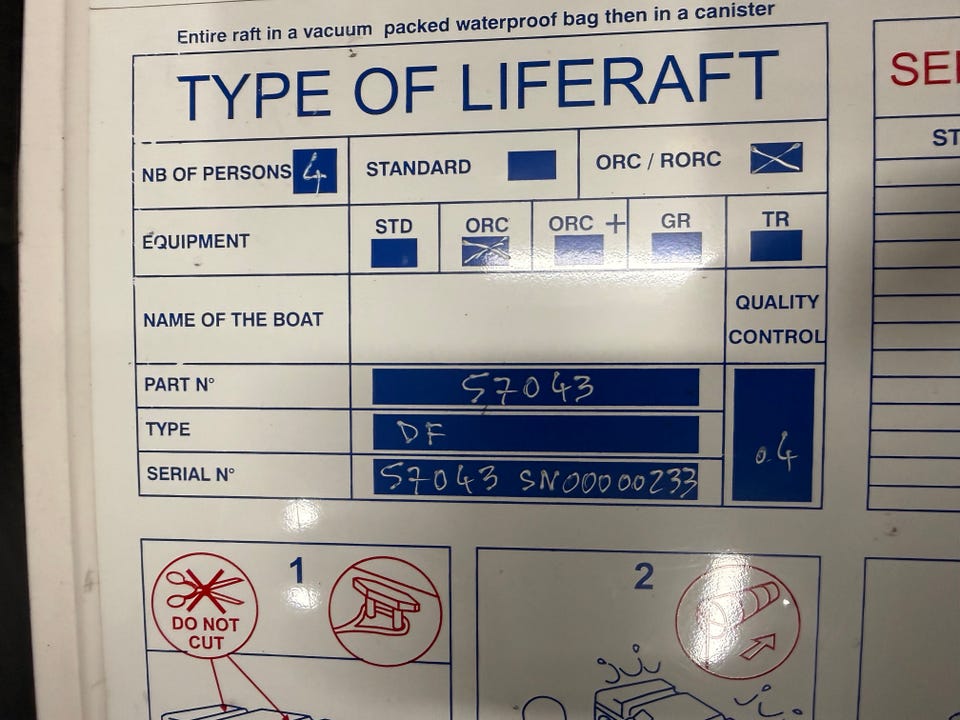 Entire raft in a vacuum packed waterproof bag then in a canister
TYPE OF LIFERAFT
NB OF PERSONS 4 STANDARD ORC / RORC
EQUIPMENT STD ORC ORC + GR TR
NAME OF THE BOAT
QUALITY
CONTROL
PART N° 57043
TYPE DF
SERIAL N° 57043 SN00000233
04
1
DO NOT
CUT
2
ST